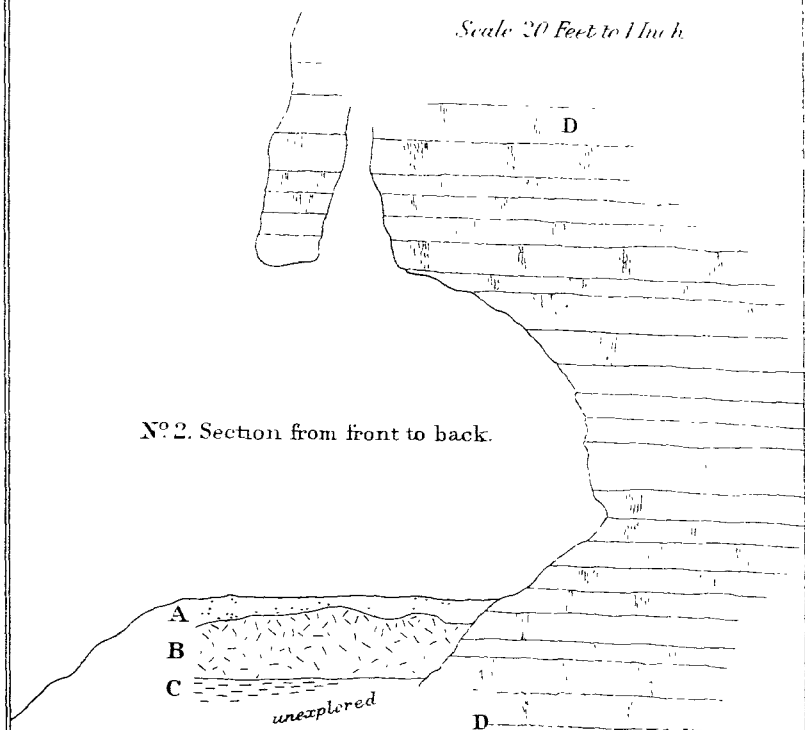 Scale 20 Feet to 1 Inch
D
Nº 2. Section from front to back.
A
B
C
unexplored
D